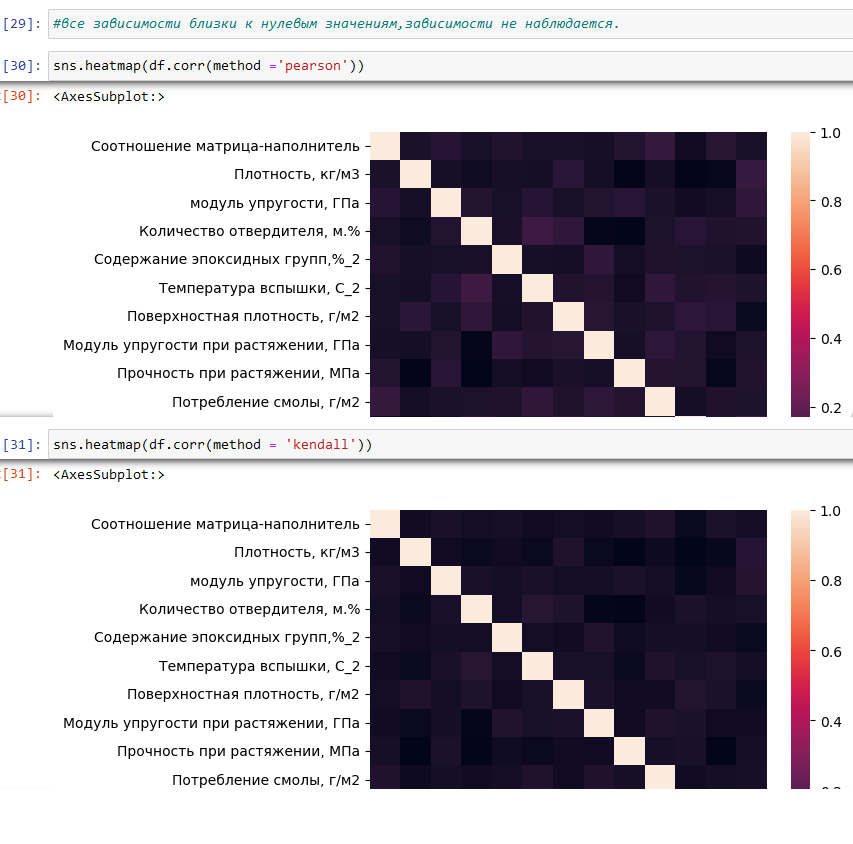 [29]: #все зависимости близки к нулевым значениям,зависимости не наблюдается.
[30]: sns.heatmap(df.corr(method ='pearson'))
[30]: <AxesSubplot:>
Соотношение матрица-наполнитель
Плотность, кг/м3
модуль упругости, ГПа
Количество отвердителя, м.%
Содержание эпоксидных групп,%_2
Температура вспышки, С_2
Поверхностная плотность, г/м2
Модуль упругости при растяжении, ГПа
Прочность при растяжении, МПа
Потребление смолы, г/м2
1.0
0.8
0.6
0.4
0.2
[31]: sns.heatmap(df.corr(method = 'kendall'))
[31]: <AxesSubplot:>
Соотношение матрица-наполнитель
Плотность, кг/м3
модуль упругости, ГПа
Количество отвердителя, м.%
Содержание эпоксидных групп,%_2
Температура вспышки, С_2
Поверхностная плотность, г/м2
Модуль упругости при растяжении, ГПа
Прочность при растяжении, МПа
Потребление смолы, г/м2
1.0
0.8
0.6
0.4